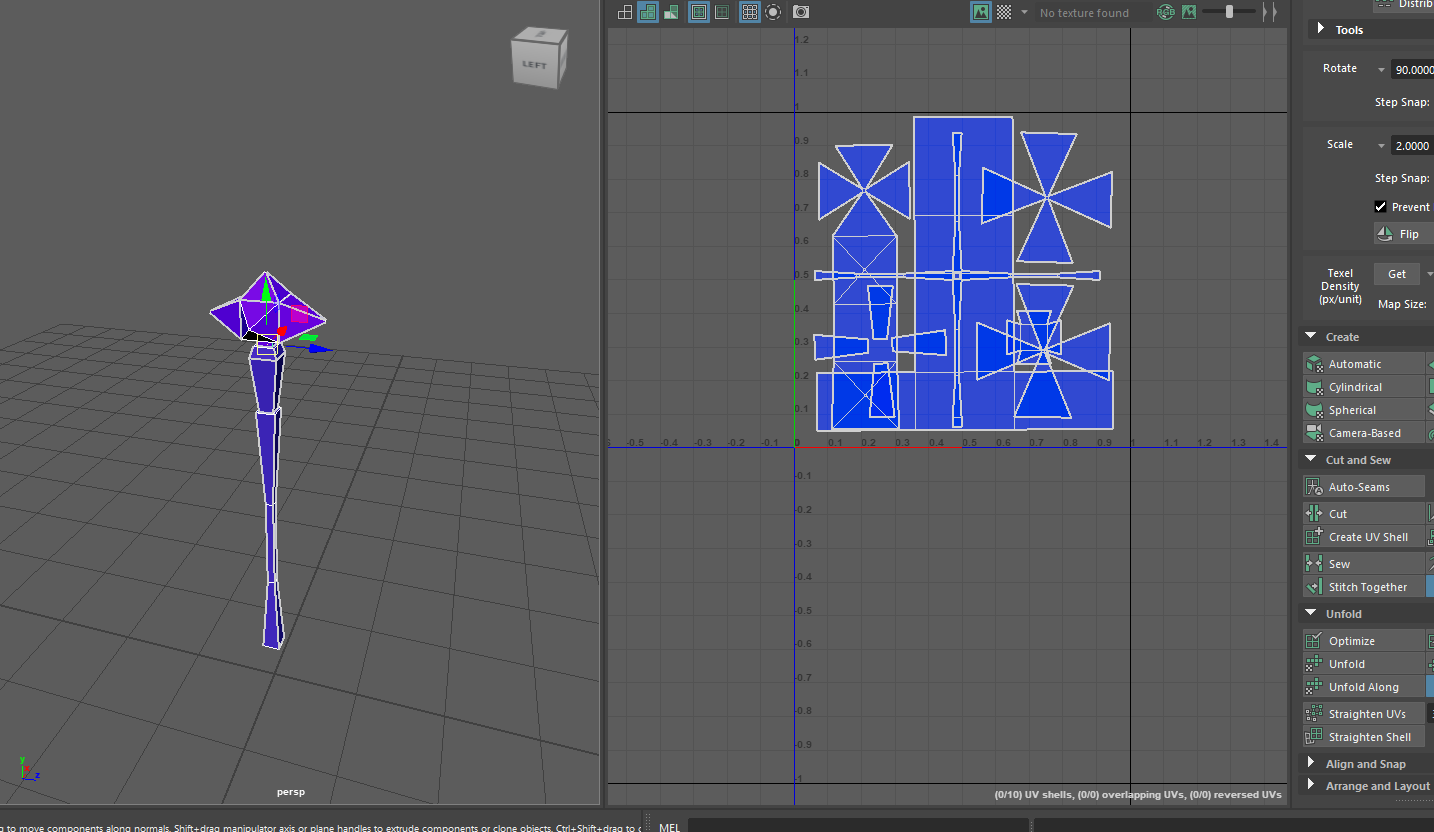 LEFT
No texture found
RGB
Distrib
Tools
Rotate
90.0000
Step Snap:
Scale
2.0000
Step Snap:
Prevent
Flip
Texel
Density
(px/unit)
Get
Map Size:
Create
Automatic
Cylindrical
Spherical
Camera-Based
Cut and Sew
Auto-Seams
Cut
Create UV Shell
Sew
Stitch Together
Unfold
Optimize
Unfold
Unfold Along
Straighten UVs
Straighten Shell
Align and Snap
Arrange and Layout
1.2
1.1
1
0.9
0.8
0.7
0.6
0.5
0.4
0.3
0.2
0.1
-0.5 -0.4 -0.3 -0.2 -0.1 0 0.1 0.2 0.3 0.4 0.5 0.6 0.7 0.8 0.9 1 1.1 1.2 1.3 1.4
-0.1
-0.2
-0.3
-0.4
-0.5
-0.6
-0.7
-0.8
-0.9
-1
(0/10) UV shells, (0/0) overlapping UVs, (0/0) reversed UVs
y
z
persp
to move components along normals. Shift+drag manipulator axis or plane handles to extrude components or clone objects. Ctrl+Shift+drag to
MEL